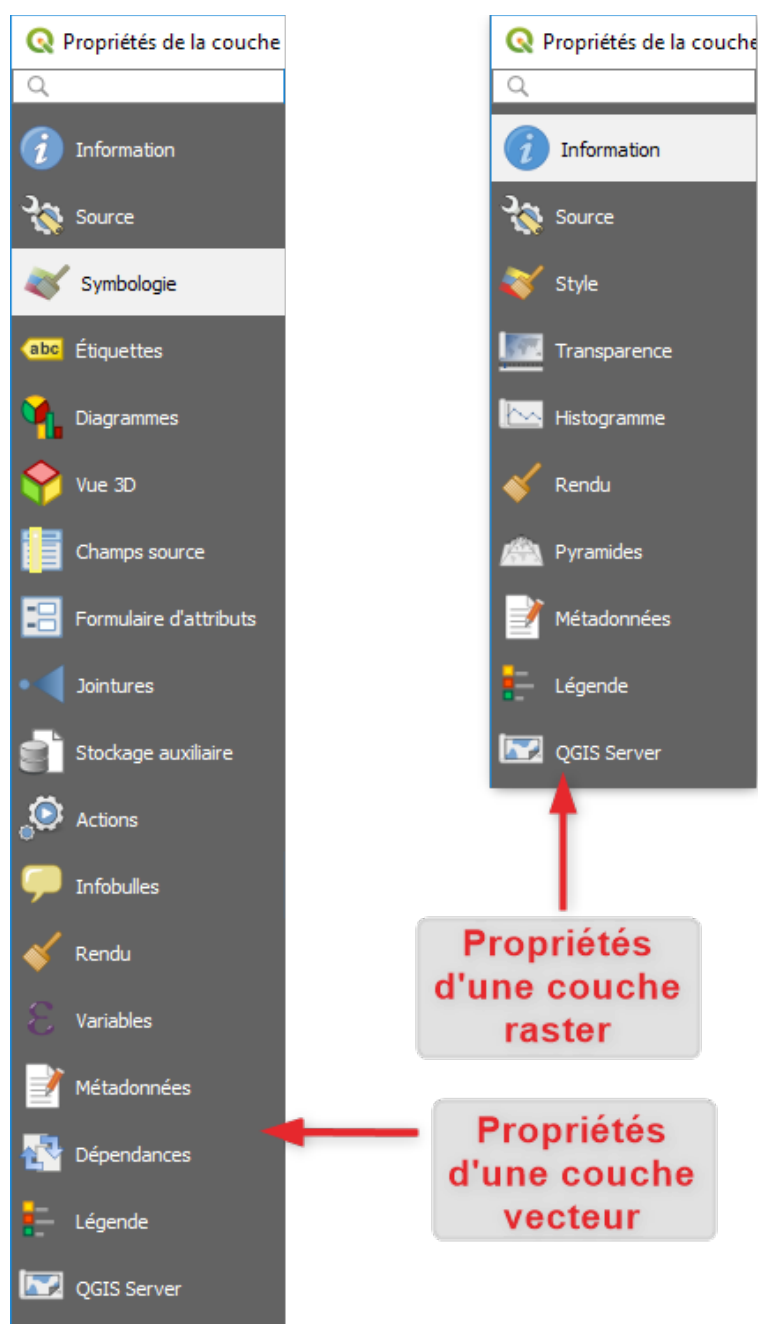 Propriétés de la couche
Information
Source
Symbologie
abc Étiquettes
Diagrammes
Vue 3D
Champs source
Formulaire d'attributs
Jointures
Stockage auxiliaire
Actions
Infobulles
Rendu
Variables
Métadonnées
Dépendances
Légende
QGIS Server
Propriétés de la couche
Information
Source
Style
Transparence
Histogramme
Rendu
Pyramides
Métadonnées
Légende
QGIS Server
Propriétés
d'une couche
raster
Propriétés
d'une couche
vecteur